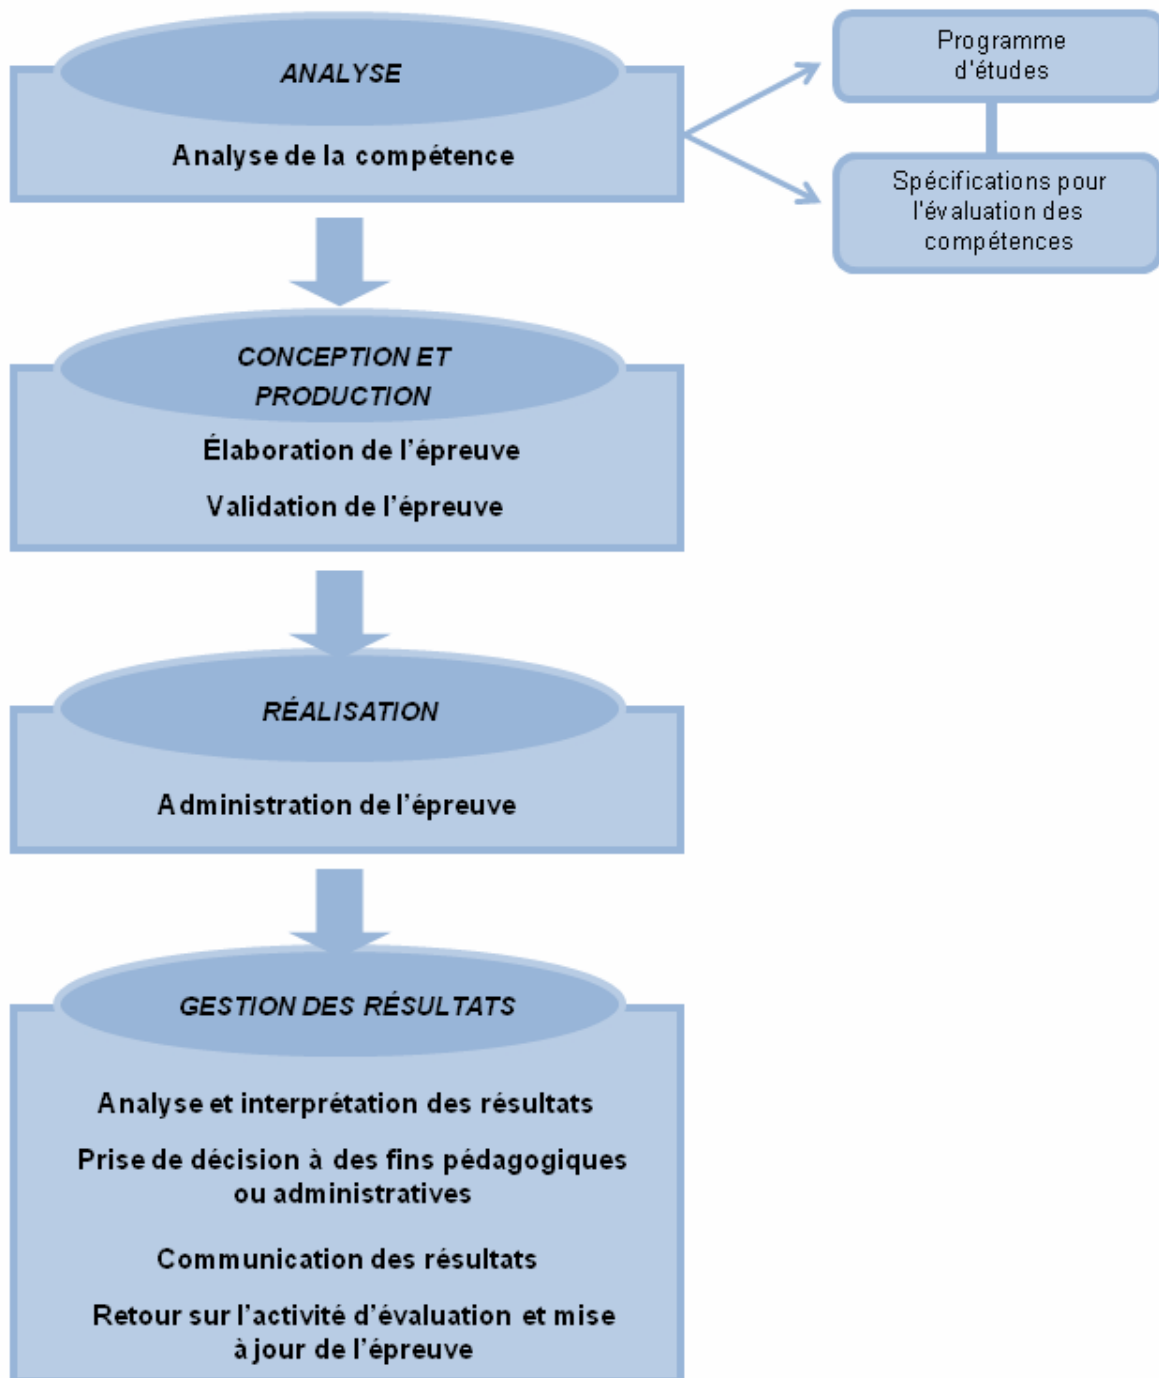 ANALYSE
Analyse de la compétence
Programme
d'études
Spécifications pour
l'évaluation des
compétences
CONCEPTION ET
PRODUCTION
Élaboration de l’épreuve
Validation de l’épreuve
RÉALISATION
Administration de l’épreuve
GESTION DES RÉSULTATS
Analyse et interprétation des résultats
Prise de décision à des fins pédagogiques
ou administratives
Communication des résultats
Retour sur l’activité d’évaluation et mise
à jour de l’épreuve